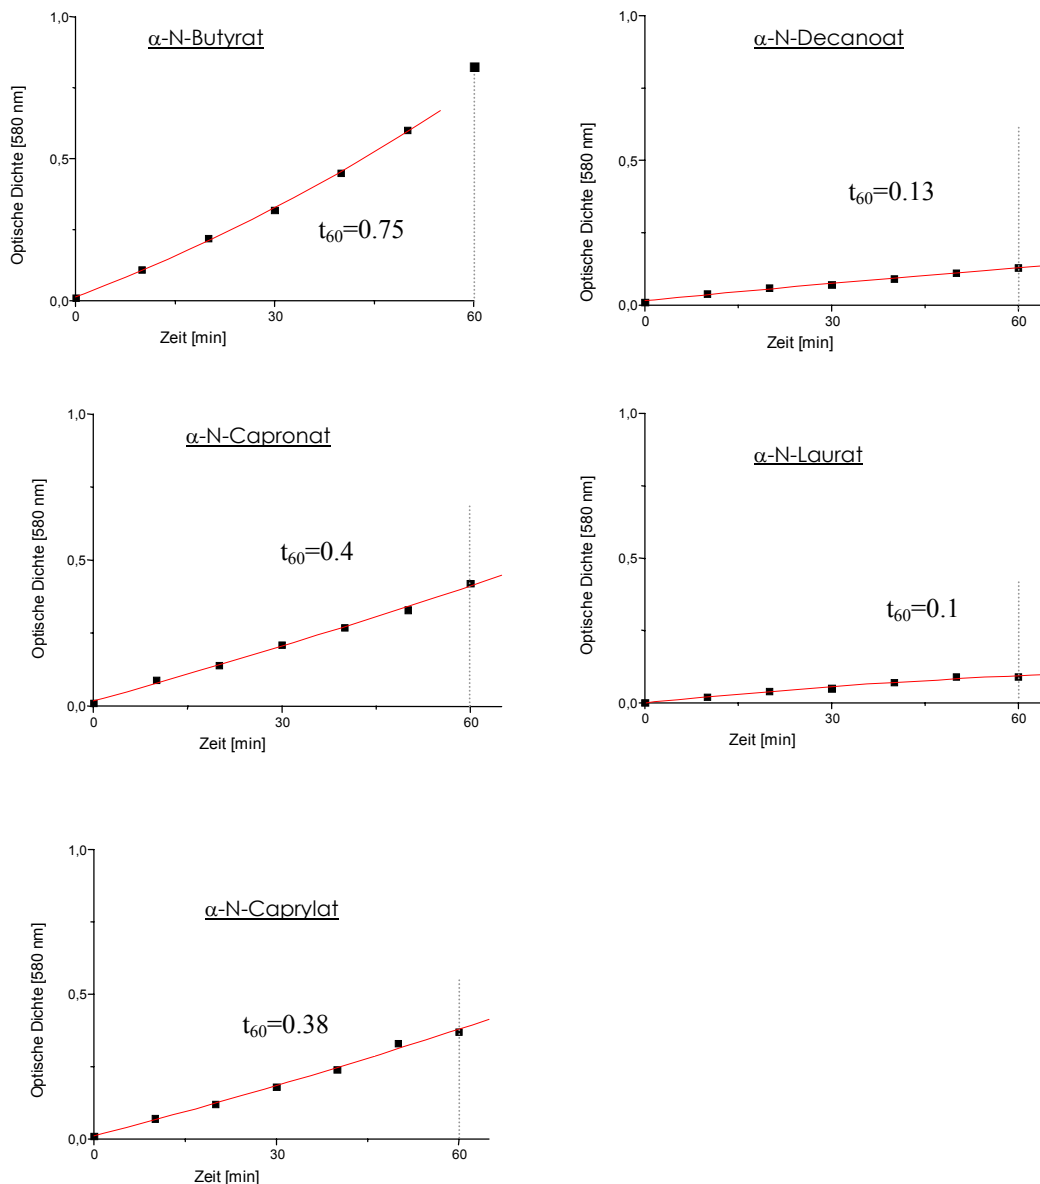 α-N-Butyrat
1,0
0,5
0,0
Optische Dichte [580 nm]
t60=0.75
0
30
60
Zeit [min]
α-N-Decanoat
1,0
0,5
0,0
Optische Dichte [580 nm]
t60=0.13
0
30
60
Zeit [min]
α-N-Capronat
1,0
0,5
0,0
Optische Dichte [580 nm]
t60=0.4
0
30
60
Zeit [min]
α-N-Laurat
1,0
0,5
0,0
Optische Dichte [580 nm]
t60=0.1
0
30
60
Zeit [min]
α-N-Caprylat
1,0
0,5
0,0
Optische Dichte [580 nm]
t60=0.38
0
30
60
Zeit [min]